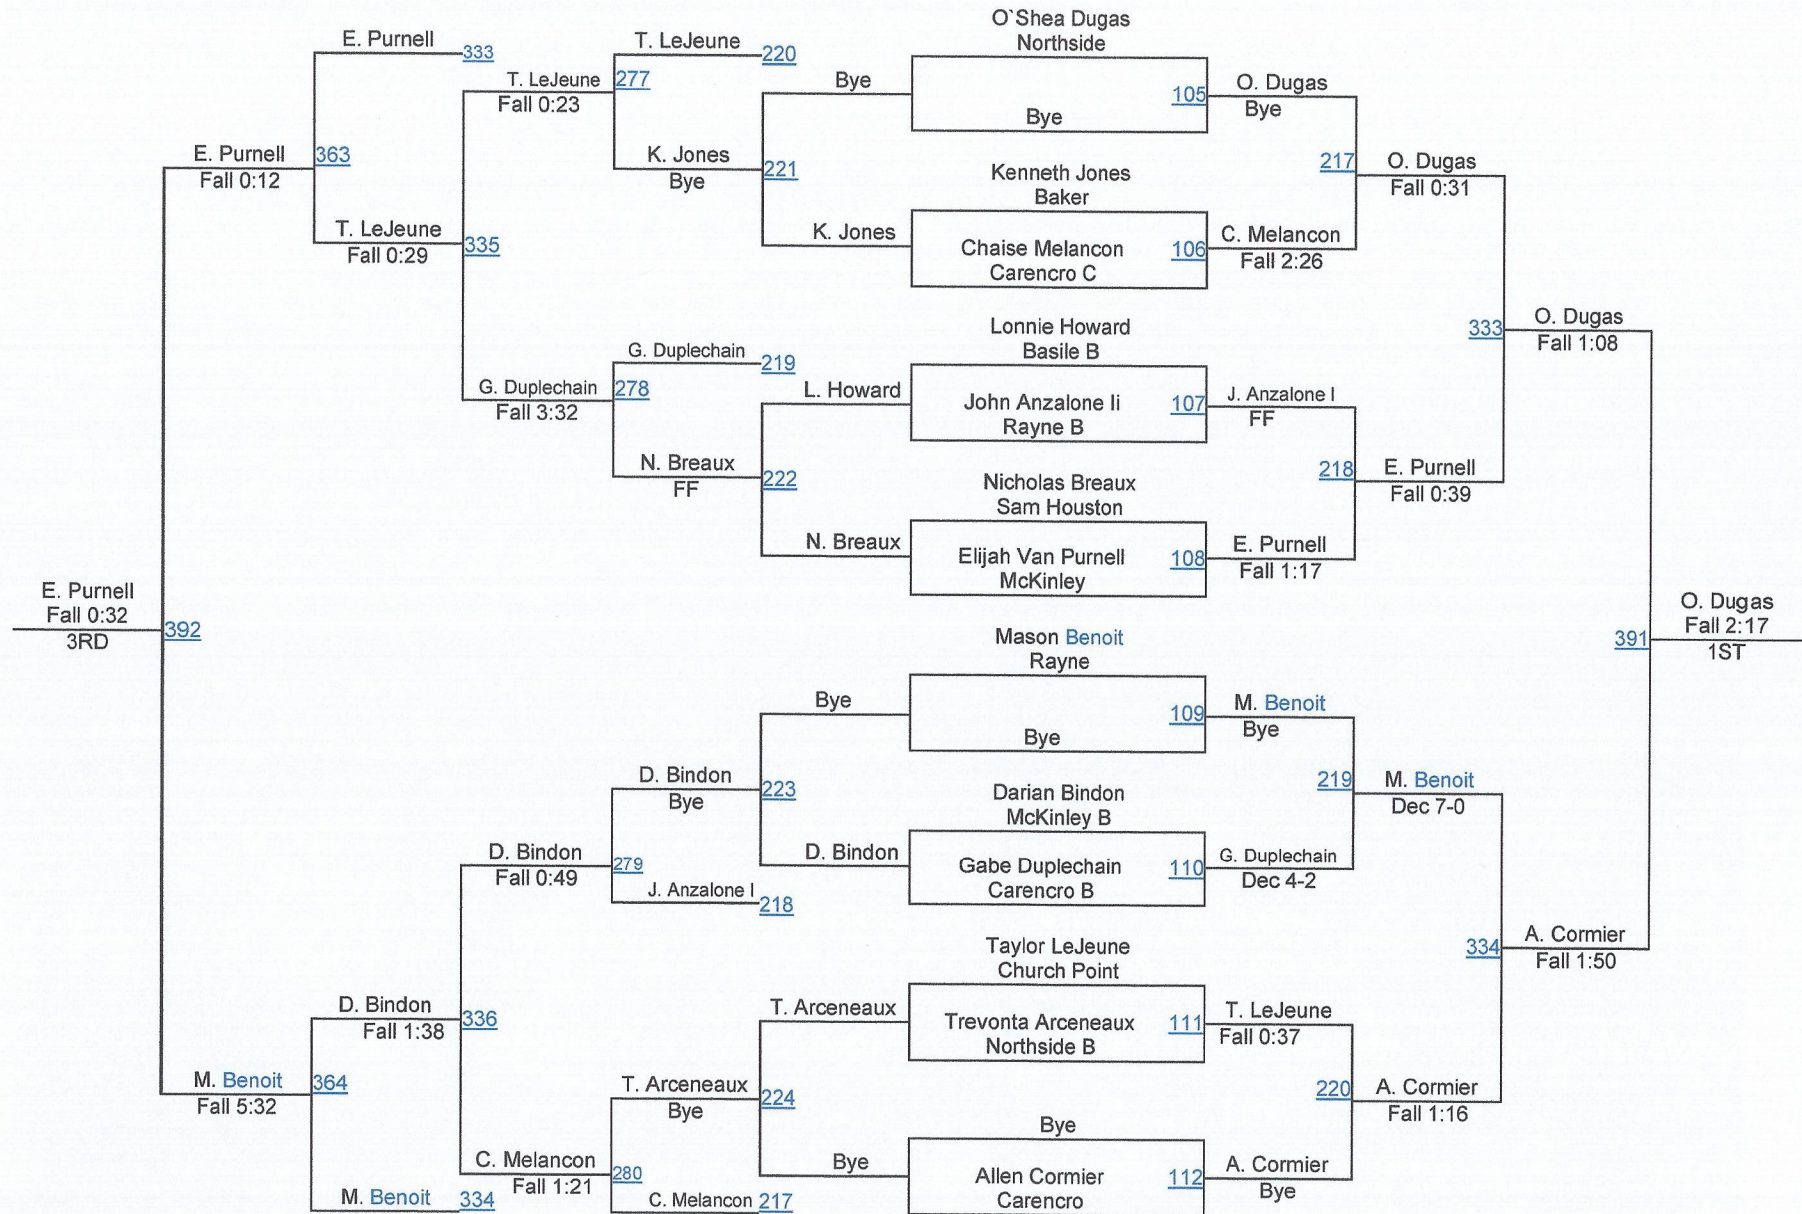 O`Shea Dugas
Northside
E. Purnell
333
T. LeJeune
220
T. LeJeune
277
Fall 0:23
Bye
105
O. Dugas
Bye
Bye
E. Purnell
363
Fall 0:12
K. Jones
221
Bye
Kenneth Jones
Baker
217
O. Dugas
Fall 0:31
T. LeJeune
335
Fall 0:29
K. Jones
Chaise Melancon
106
Carencro C
C. Melancon
Fall 2:26
Lonnie Howard
Basile B
333
O. Dugas
Fall 1:08
G. Duplechain
219
G. Duplechain
278
Fall 3:32
L. Howard
John Anzalone Ii
107
Rayne B
J. Anzalone I
FF
N. Breaux
222
FF
Nicholas Breaux
Sam Houston
218
E. Purnell
Fall 0:39
N. Breaux
Elijah Van Purnell
108
McKinley
E. Purnell
Fall 1:17
E. Purnell
Fall 0:32
392
3RD
Mason Benoit
Rayne
391
O. Dugas
Fall 2:17
1ST
Bye
109
Bye
M. Benoit
Bye
D. Bindon
223
Bye
Darian Bindon
McKinley B
219
M. Benoit
Dec 7-0
D. Bindon
279
Fall 0:49
D. Bindon
Gabe Duplechain
110
Carencro B
G. Duplechain
Dec 4-2
J. Anzalone I
218
Taylor LeJeune
Church Point
334
A. Cormier
Fall 1:50
D. Bindon
336
Fall 1:38
T. Arceneaux
Trevonta Arceneaux
111
Northside B
T. LeJeune
Fall 0:37
M. Benoit
364
Fall 5:32
T. Arceneaux
224
Bye
Bye
220
A. Cormier
Fall 1:16
C. Melancon
280
Fall 1:21
Bye
Allen Cormier
112
Carencro
A. Cormier
Bye
M. Benoit
334
C. Melancon
217